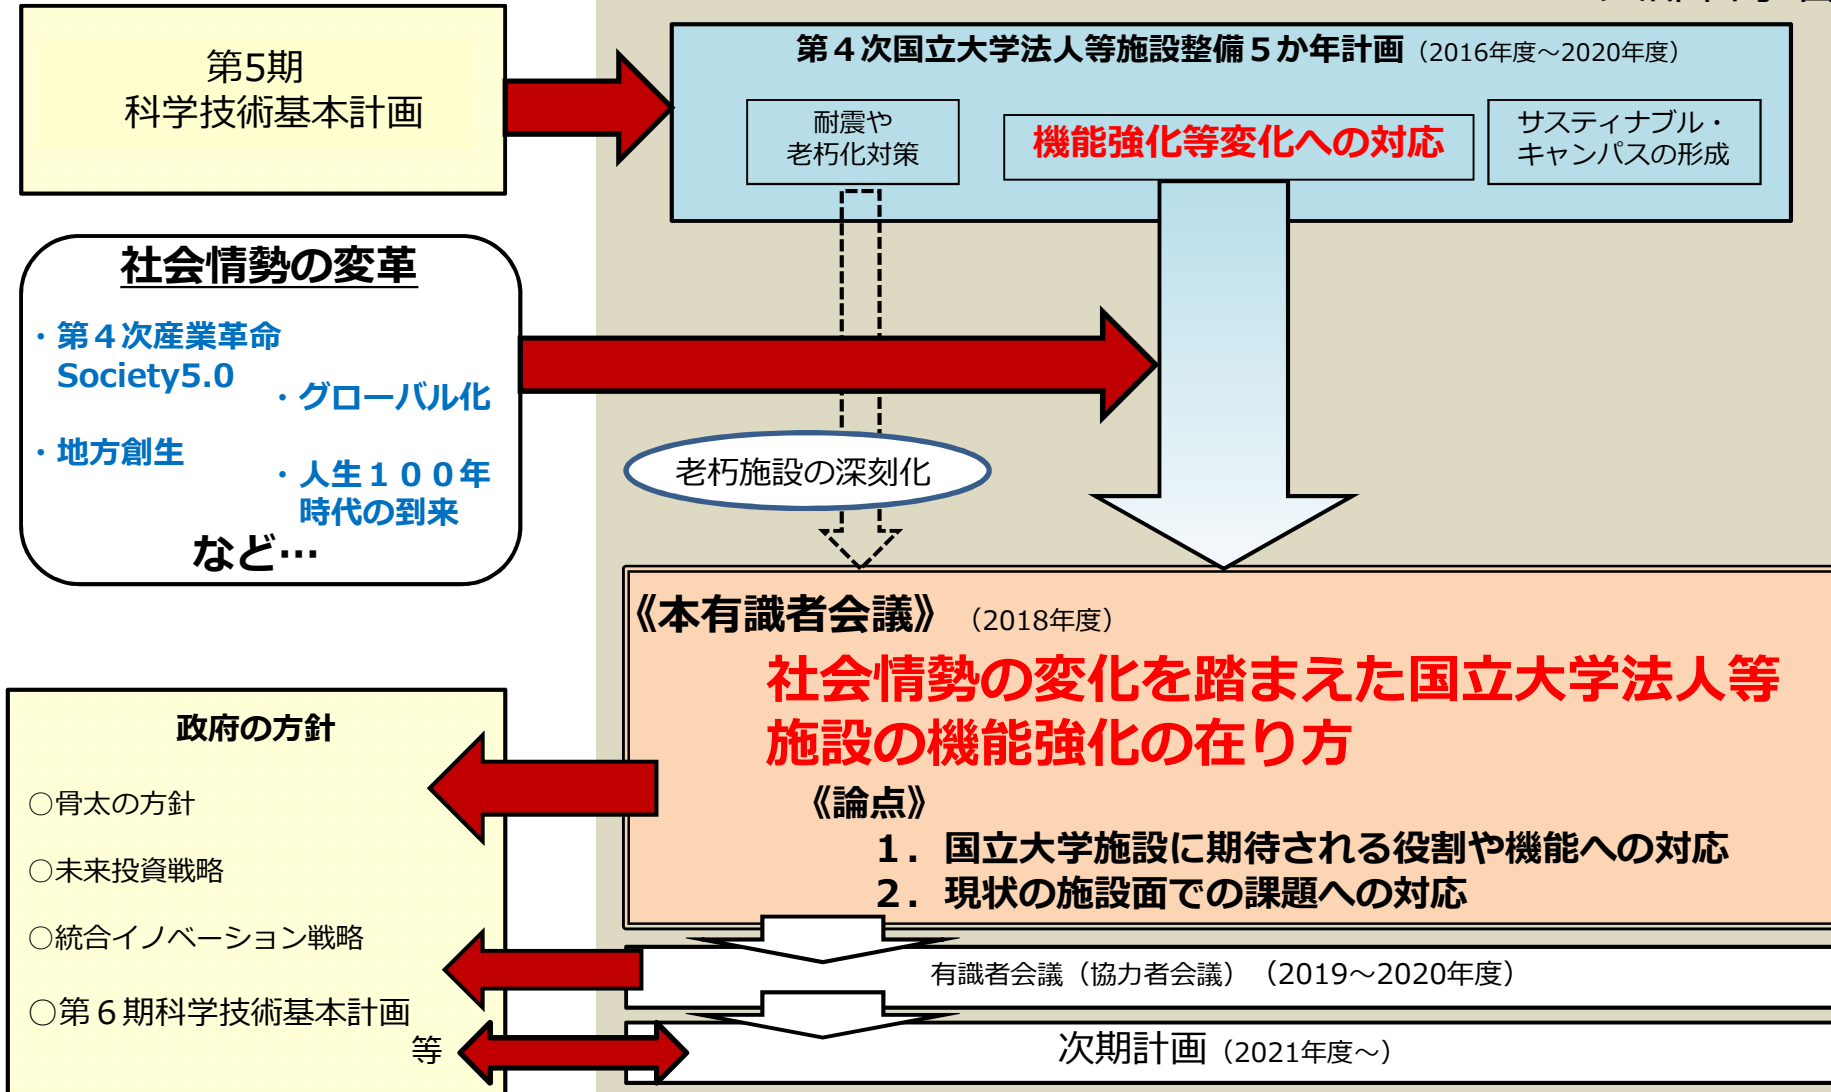 第5期
科学技術基本計画
第４次国立大学法人等施設整備５か年計画（2016年度～2020年度）
耐震や
老朽化対策
機能強化等変化への対応
サスティナブル・
キャンパスの形成
社会情勢の変革
・第４次産業革命
Society5.0
・グローバル化
・地方創生
・人生１００年
時代の到来
など…
老朽施設の深刻化
《本有識者会議》（2018年度）
社会情勢の変化を踏まえた国立大学法人等
施設の機能強化の在り方
《論点》
１．国立大学施設に期待される役割や機能への対応
２．現状の施設面での課題への対応
政府の方針
○骨太の方針
○未来投資戦略
○統合イノベーション戦略
○第６期科学技術基本計画
等
有識者会議（協力者会議）（2019～2020年度）
次期計画（2021年度～）